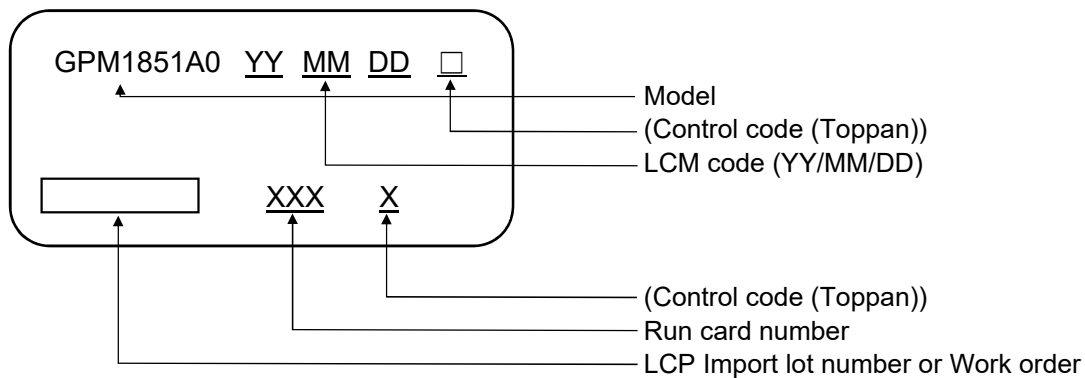 GPM1851A0 YY MM DD □
Model
(Control code (Toppan))
LCM code (YY/MM/DD)
XXX X
(Control code (Toppan))
Run card number
LCP Import lot number or Work order